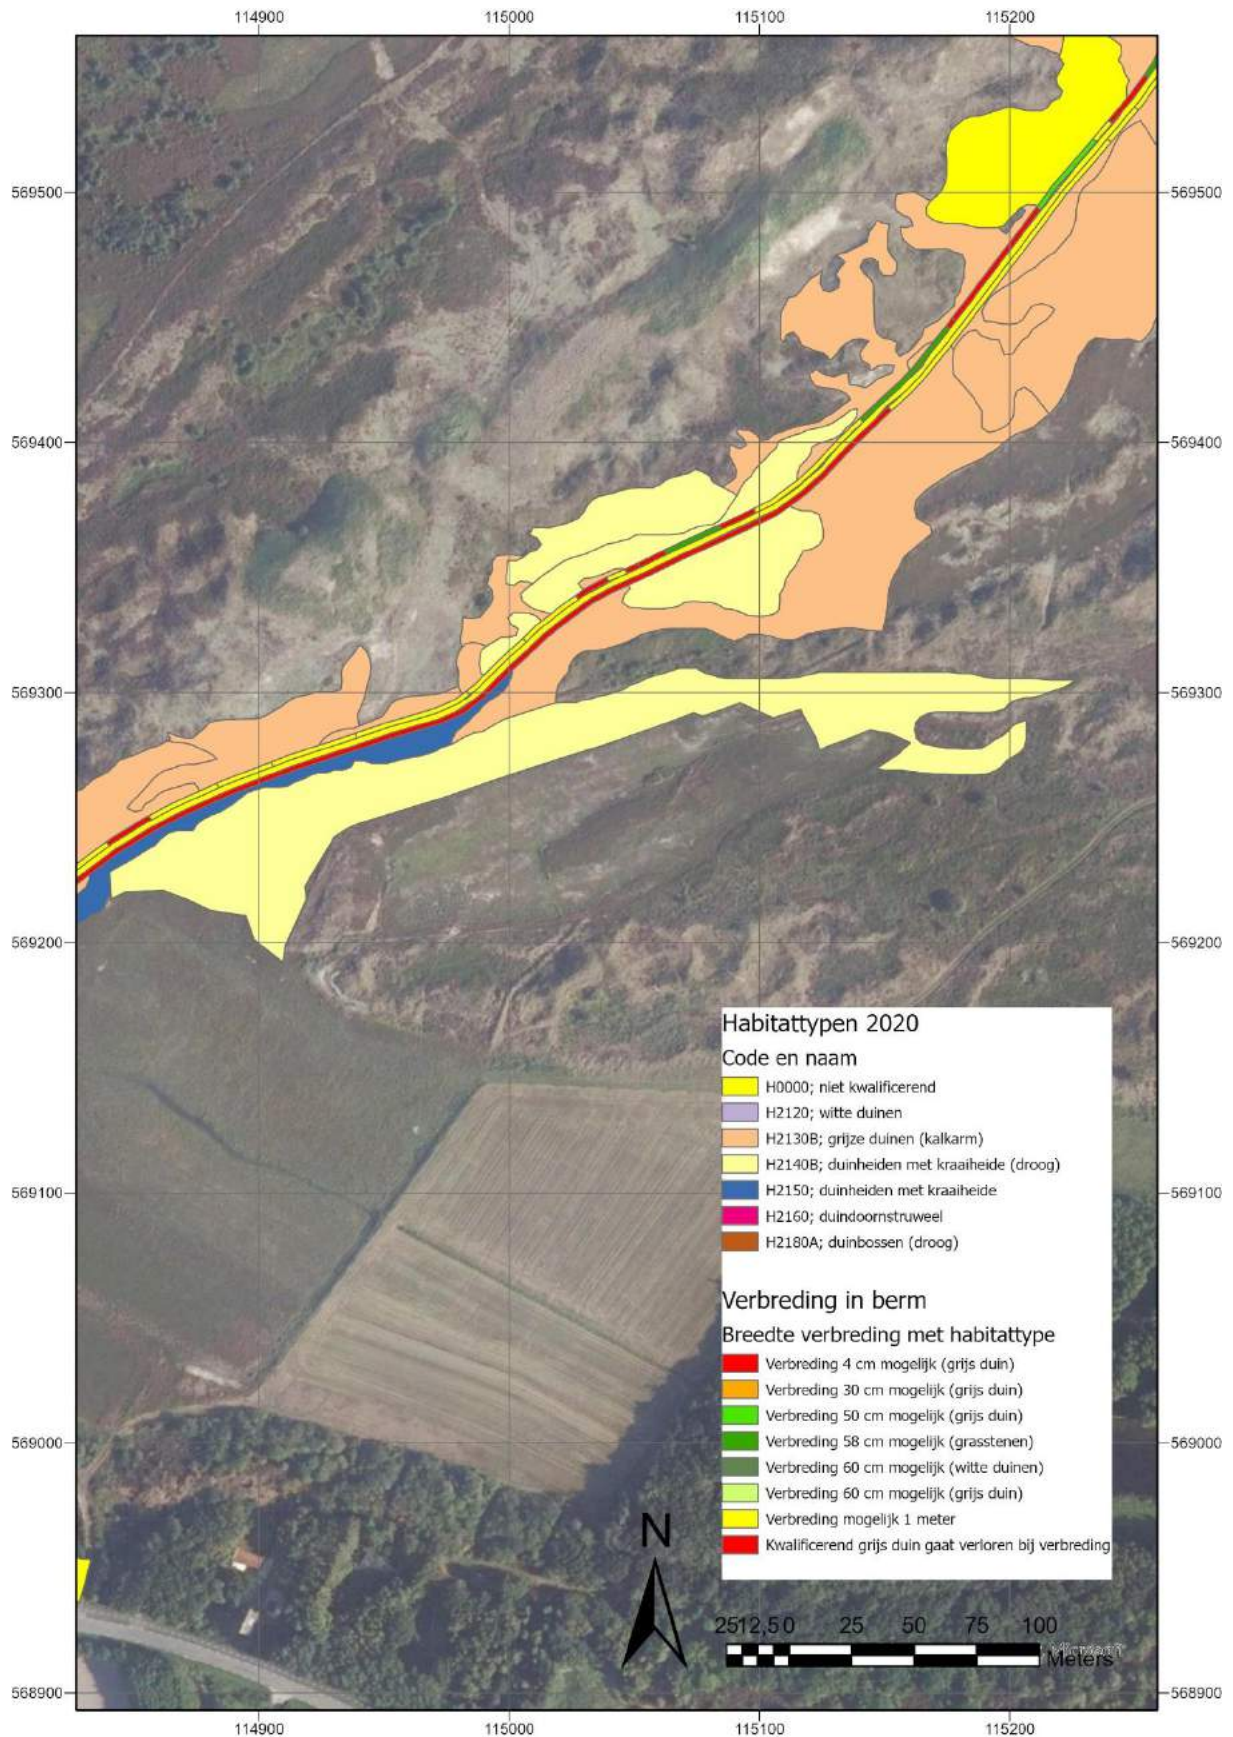 114900 115000 115100 115200
569500 569500
569400 569400
569300 569300
569200 569200
Habitattypen 2020
Code en naam
H0000; niet kwalificerend
H2120; witte duinen
H2130B; grijze duinen (kalkarm)
H2140B; duinheiden met kraaiheide (droog)
569100 569100
H2150; duinheiden met kraaiheide
H2160; duindoornstruweel
H2180A; duinbossen (droog)
Verbreding in berm
Breedte verbreding met habitattype
Verbreding 4 cm mogelijk (grijs duin)
Verbreding 30 cm mogelijk (grijs duin)
Verbreding 50 cm mogelijk (grijs duin)
569000 569000
Verbreding 58 cm mogelijk (grasstenen)
Verbreding 60 cm mogelijk (witte duinen)
Verbreding 60 cm mogelijk (grijs duin)
Verbreding mogelijk 1 meter
Kwalificerend grijs duin gaat verloren bij verbreding
N
2512,50 25 50 75 100
Microsoft
Meters
568900 568900
114900 115000 115100 115200